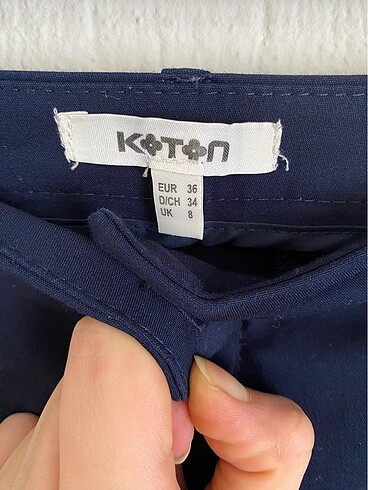 KOTON
EUR 36
D/CH 34
UK 8